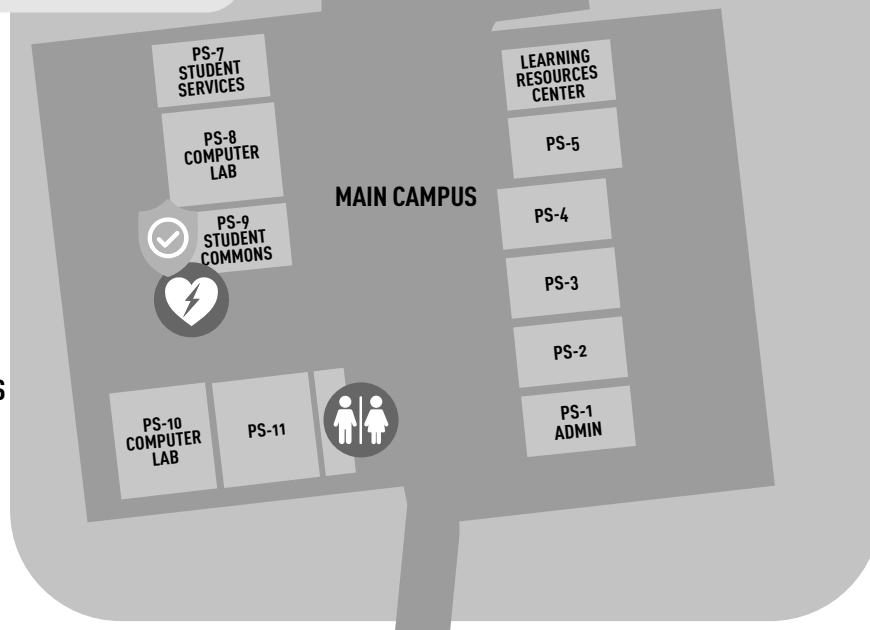 PS-7
STUDENT
SERVICES
PS-8
COMPUTER
LAB
PS-9
STUDENT
COMMONS
MAIN CAMPUS
LEARNING
RESOURCES
CENTER
PS-5
PS-4
PS-3
PS-2
PS-1
ADMIN
S
PS-10
COMPUTER
LAB
PS-11